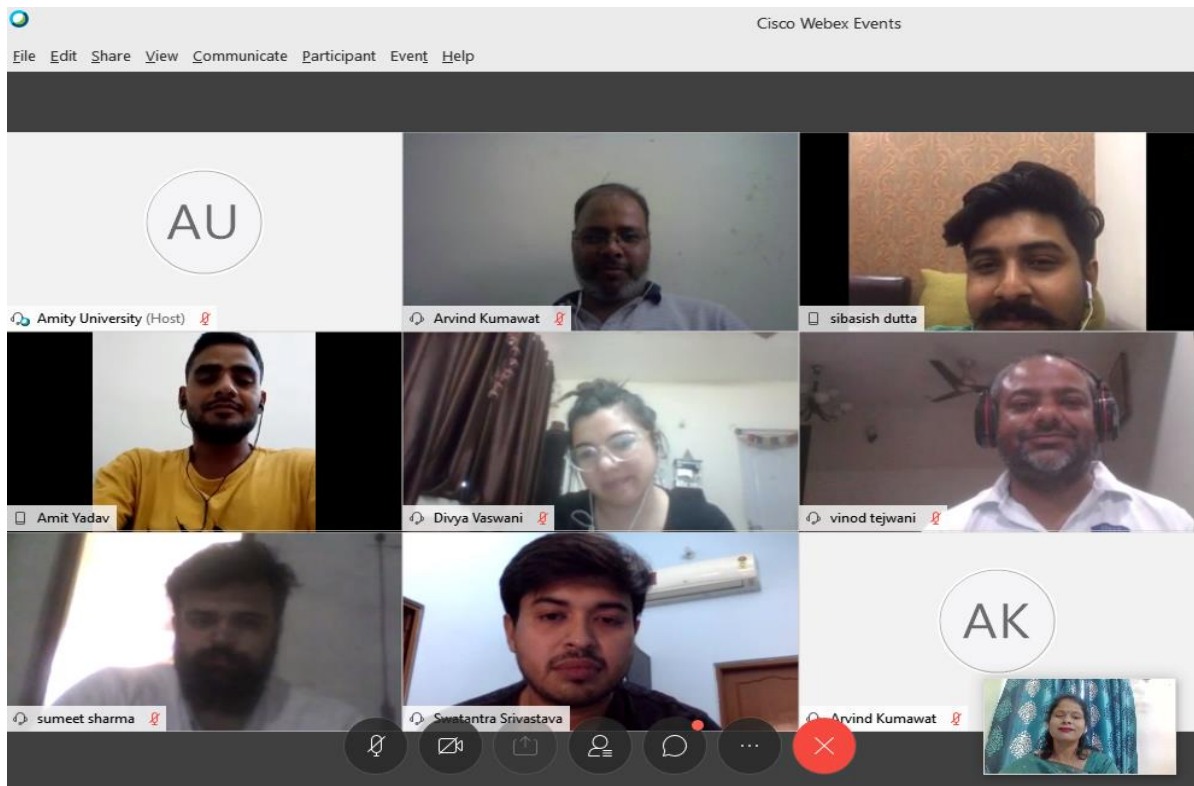 Cisco Webex Events
File Edit Share View Communicate Participant Event Help
AU
Amity University (Host)
Arvind Kumawat
sibasish dutta
Amit Yadav
Divya Vaswani
vinod tejwani
AK
sumeet sharma
Swatantra Srivastava
Arvind Kumawat